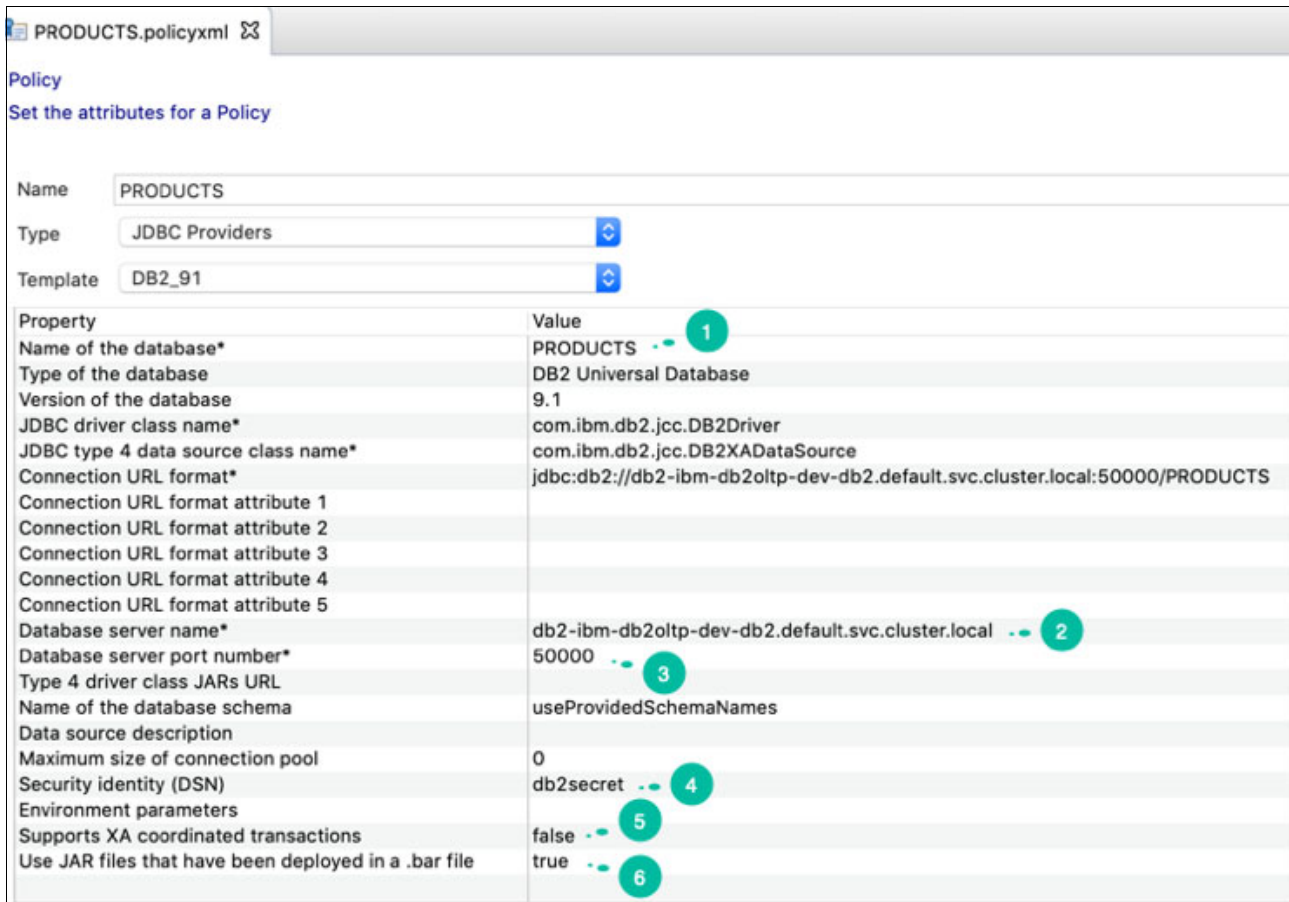 PRODUCTS.policyxml
Policy
Set the attributes for a Policy
Name PRODUCTS
Type JDBC Providers
Template DB2_91
Property Value
1
Name of the database* PRODUCTS
Type of the database DB2 Universal Database
Version of the database 9.1
JDBC driver class name* com.ibm.db2.jcc.DB2Driver
JDBC type 4 data source class name* com.ibm.db2.jcc.DB2XADataSource
Connection URL format* jdbc:db2://db2-ibm-db2oltp-dev-db2.default.svc.cluster.local:50000/PRODUCTS
Connection URL format attribute 1
Connection URL format attribute 2
Connection URL format attribute 3
Connection URL format attribute 4
Connection URL format attribute 5
Database server name* db2-ibm-db2oltp-dev-db2.default.svc.cluster.local 2
Database server port number* 50000
3
Type 4 driver class JARs URL
Name of the database schema useProvidedSchemaNames
Data source description
Maximum size of connection pool 0
Security identity (DSN) db2secret 4
Environment parameters
5
Supports XA coordinated transactions false
Use JAR files that have been deployed in a .bar file true
6